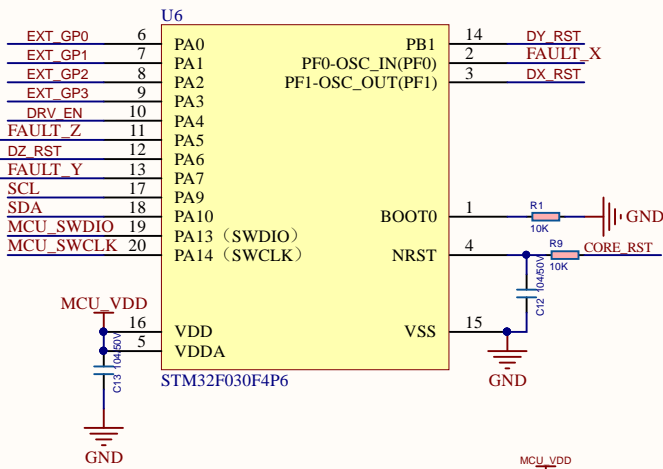 U6
EXT_GP0 6 PA0 PB1 14 DY_RST
EXT_GP1 7 PA1 PF0-OSC_IN(PF0) 2 FAULT_X
EXT_GP2 8 PA2 PF1-OSC_OUT(PF1) 3 DX_RST
EXT_GP3 9 PA3
DRV_EN 10 PA4
FAULT_Z 11 PA5
DZ_RST 12 PA6
FAULT_Y 13 PA7
SCL 17 PA9
SDA 18 PA10 BOOT0 1 R1 10K GND
MCU_SWDIO 19 PA13（SWDIO）
MCU_SWCLK 20 PA14（SWCLK） NRST 4 R9 10K CORE_RST
C12 104/50V
MCU_VDD
16 VDD VSS 15 GND
5 VDDA
C13 104/50V
STM32F030F4P6
GND
MCU_VDD